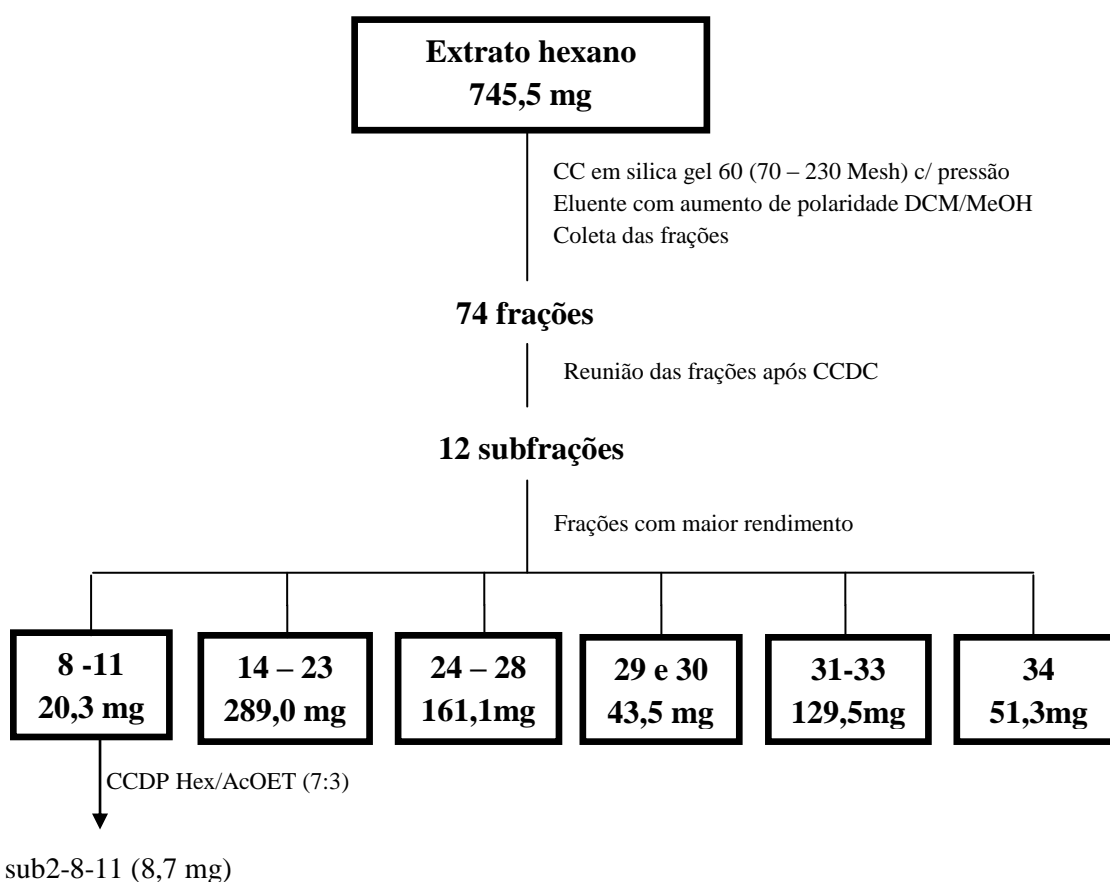 Extrato hexano
745,5 mg
CC em silica gel 60 (70 – 230 Mesh) c/ pressão
Eluente com aumento de polaridade DCM/MeOH
Coleta das frações
74 frações
Reunião das frações após CCDC
12 subfrações
Frações com maior rendimento
8 -11
20,3 mg
14 – 23
289,0 mg
24 – 28
161,1mg
29 e 30
43,5 mg
31-33
129,5mg
34
51,3mg
CCDP Hex/AcOET (7:3)
sub2-8-11 (8,7 mg)